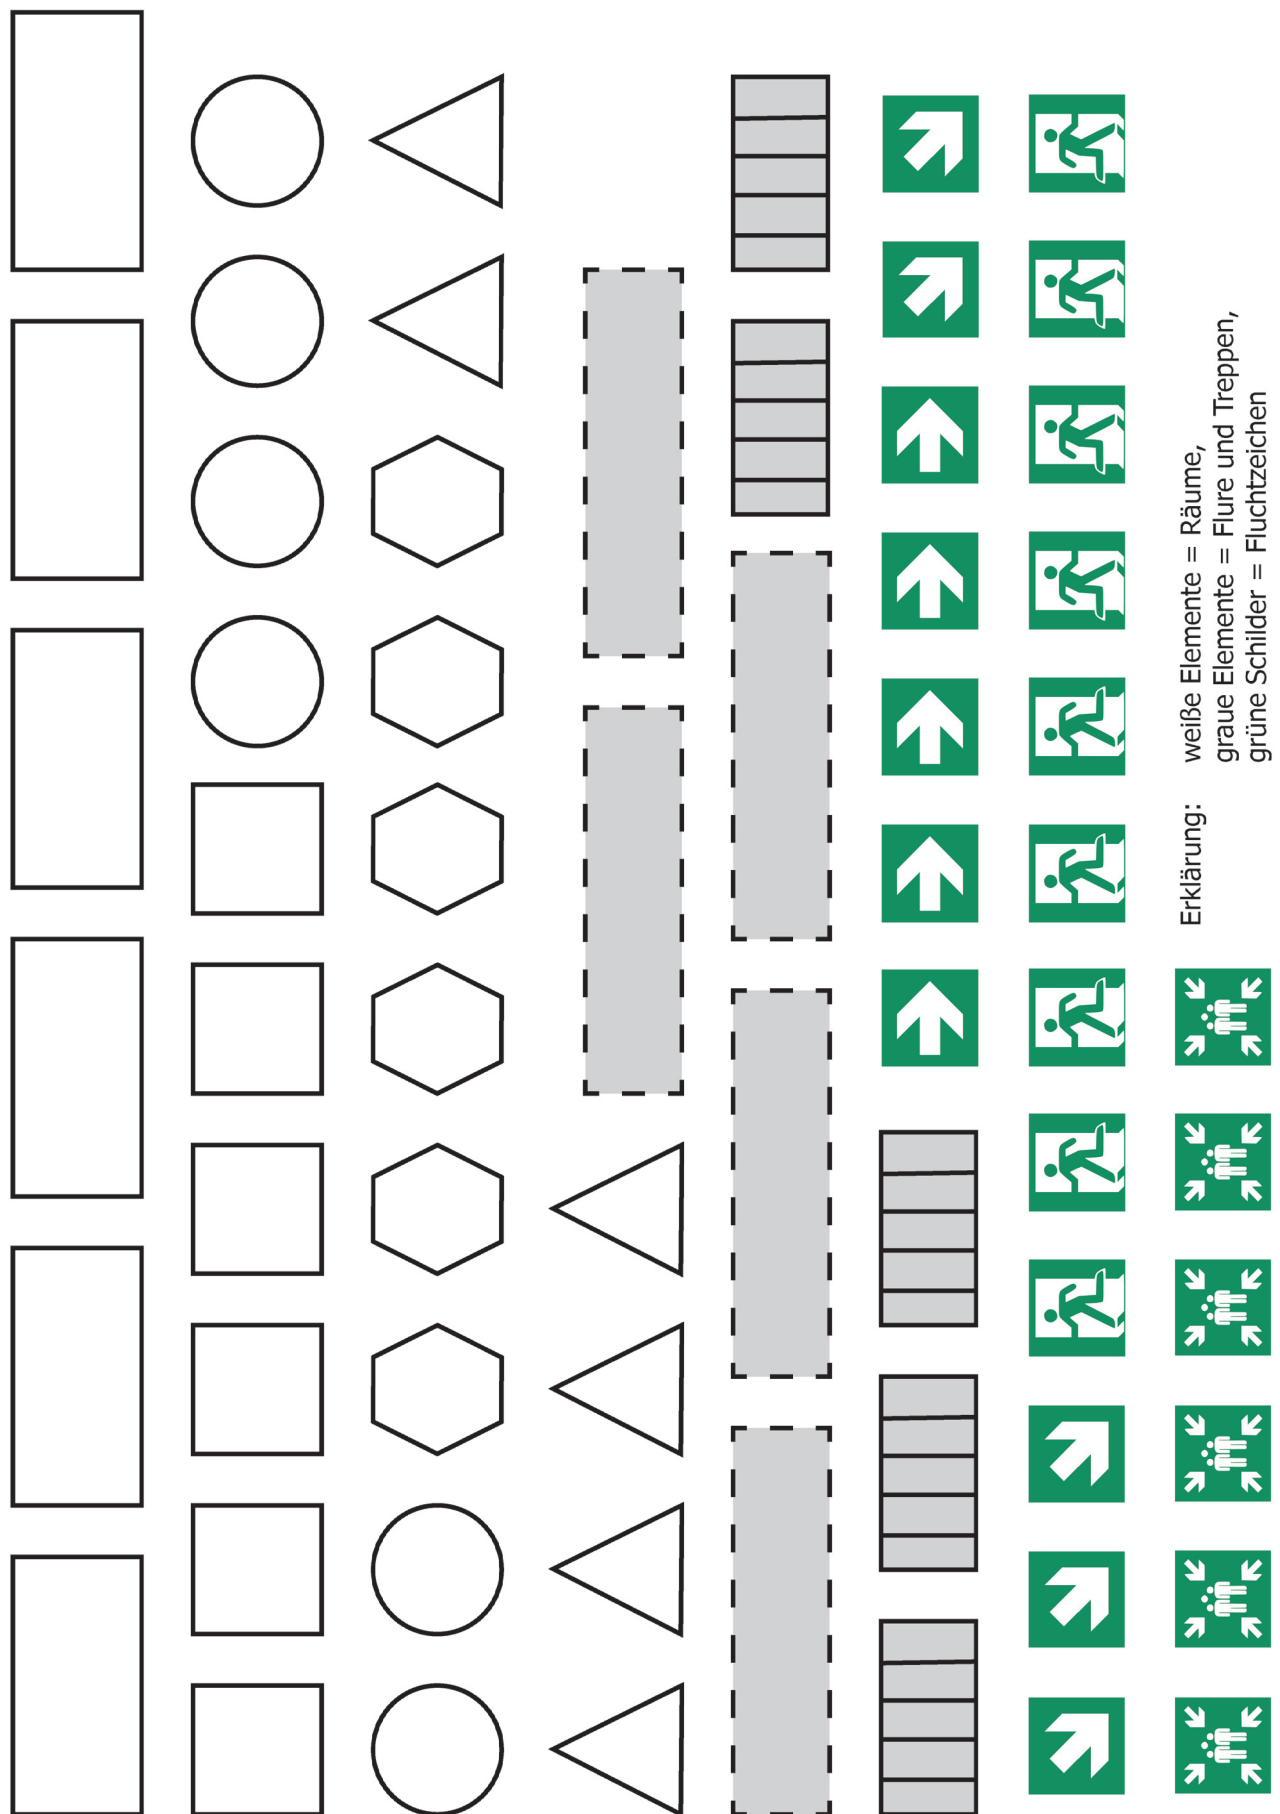 Erklärung: weiße Elemente = Räume,
graue Elemente = Flure und Treppen,
grüne Schilder = Fluchtzeichen